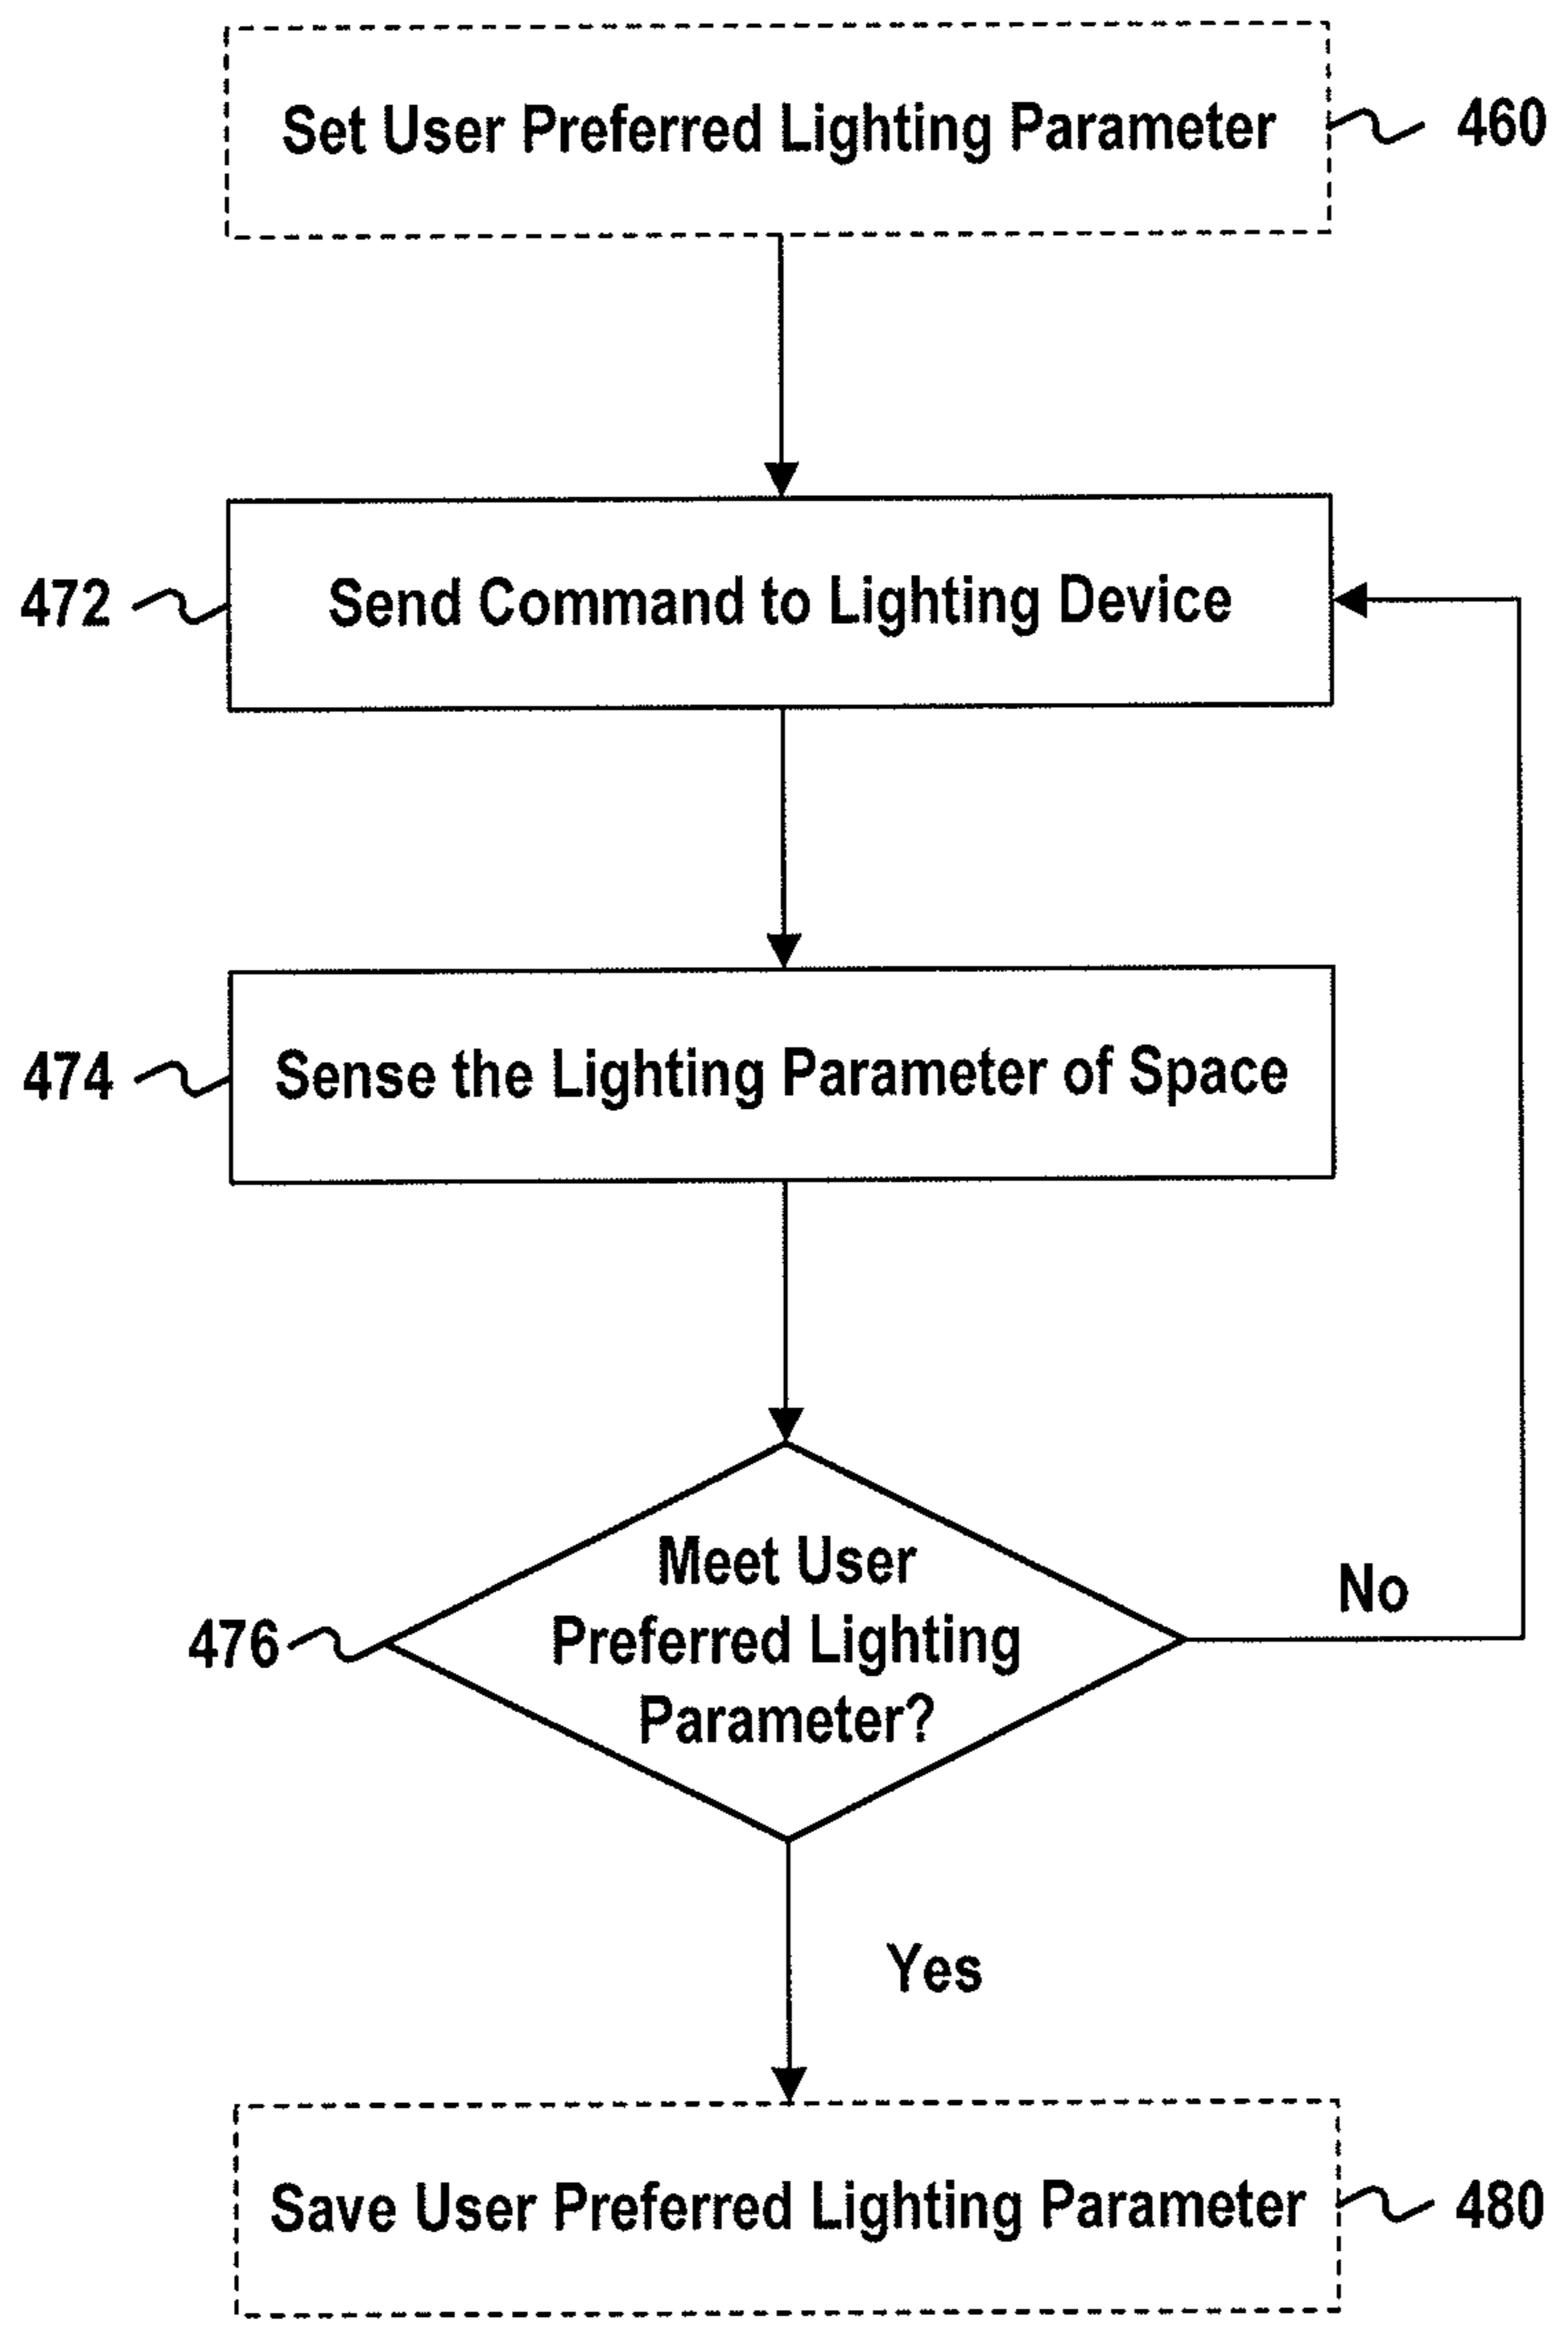 Set User Preferred Lighting Parameter
460
472
Send Command to Lighting Device
474
Sense the Lighting Parameter of Space
Meet User
Preferred Lighting
Parameter?
476
No
Yes
Save User Preferred Lighting Parameter
480